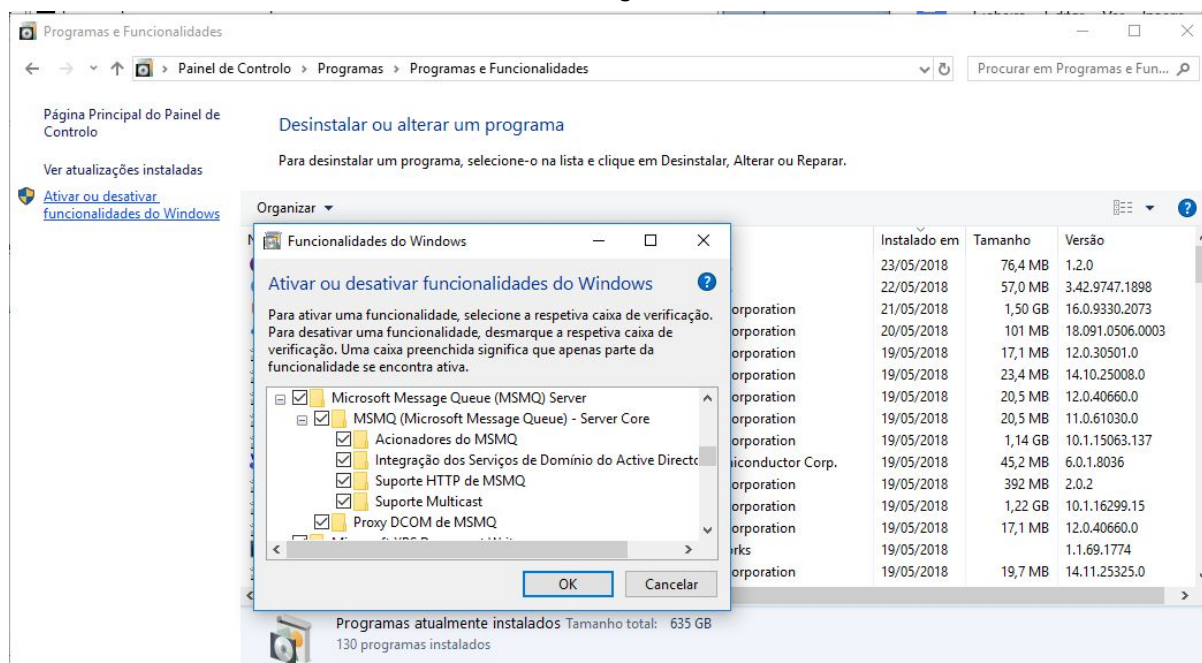 Programas e Funcionalidades
Painel de Controlo > Programas > Programas e Funcionalidades
Procurar em Programas e Fun...
Página Principal do Painel de
Controlo
Ver atualizações instaladas
Ativar ou desativar
funcionalidades do Windows
Desinstalar ou alterar um programa
Para desinstalar um programa, selecione-o na lista e clique em Desinstalar, Alterar ou Reparar.
Organizar
Funcionalidades do Windows
Ativar ou desativar funcionalidades do Windows
Para ativar uma funcionalidade, selecione a respetiva caixa de verificação.
Para desativar uma funcionalidade, desmarque a respetiva caixa de
verificação. Uma caixa preenchida significa que apenas parte da
funcionalidade se encontra ativa.
Microsoft Message Queue (MSMQ) Server
MSMQ (Microsoft Message Queue) - Server Core
Acionadores do MSMQ
Integração dos Serviços de Domínio do Active Directo
Suporte HTTP de MSMQ
Suporte Multicast
Proxy DCOM de MSMQ
OK Cancelar
Instalado em Tamanho Versão
23/05/2018 76,4 MB 1.2.0
22/05/2018 57,0 MB 3.42.9747.1898
orporation 21/05/2018 1,50 GB 16.0.9330.2073
orporation 20/05/2018 101 MB 18.091.0506.0003
orporation 19/05/2018 17,1 MB 12.0.30501.0
orporation 19/05/2018 23,4 MB 14.10.25008.0
orporation 19/05/2018 20,5 MB 12.0.40660.0
orporation 19/05/2018 20,5 MB 11.0.61030.0
orporation 19/05/2018 1,14 GB 10.1.15063.137
iconductor Corp. 19/05/2018 45,2 MB 6.0.1.8036
orporation 19/05/2018 392 MB 2.0.2
orporation 19/05/2018 1,22 GB 10.1.16299.15
orporation 19/05/2018 17,1 MB 12.0.40660.0
rks 19/05/2018 1.1.69.1774
orporation 19/05/2018 19,7 MB 14.11.25325.0
Programas atualmente instalados Tamanho total: 635 GB
130 programas instalados